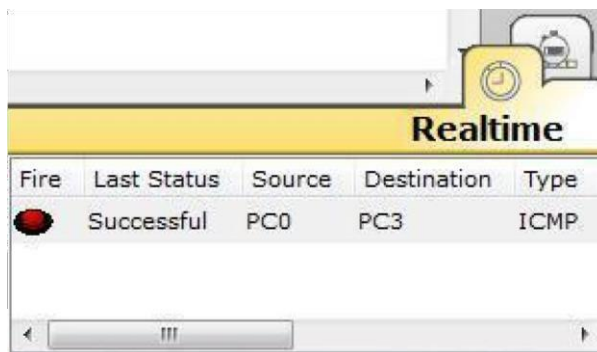 Realtime
Fire Last Status Source Destination Type
Successful PC0 PC3 ICMP